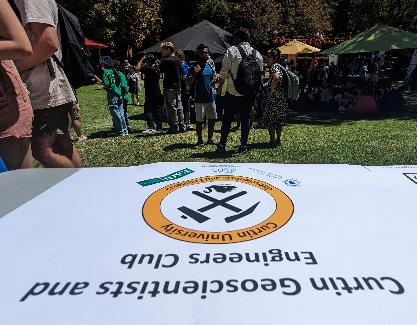 Curtin Geoscientists and
Engineers Club
Curtin University